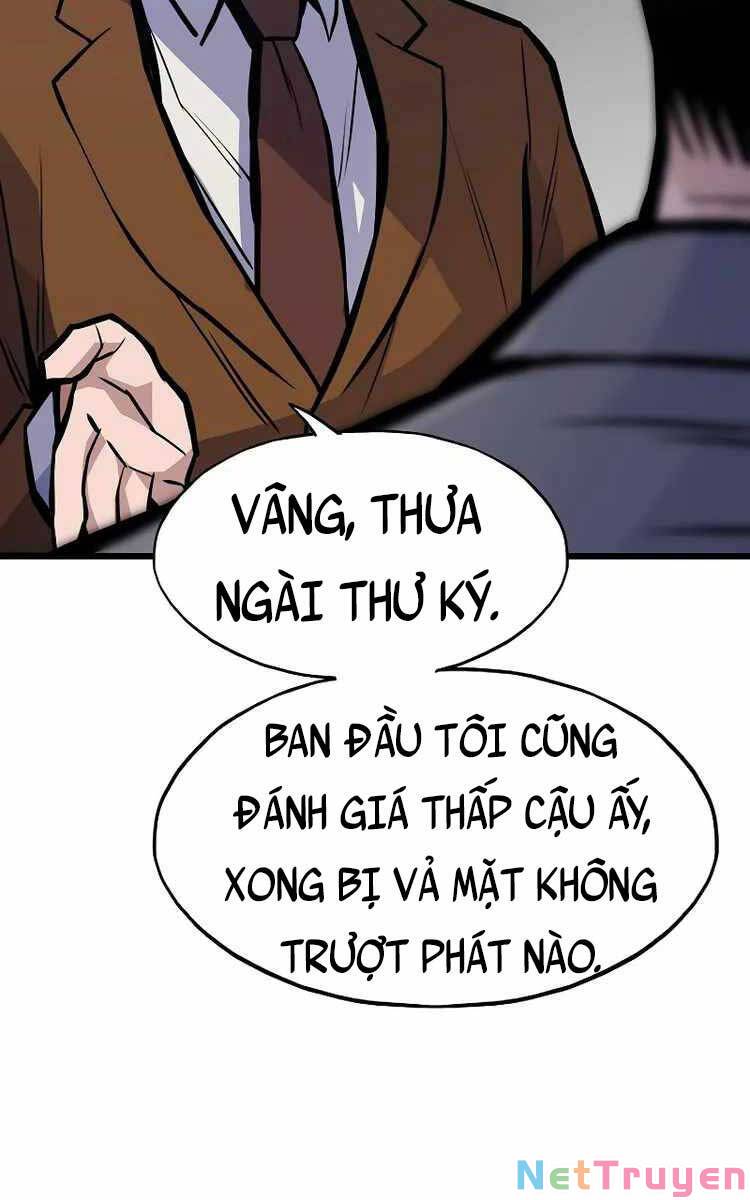 VÂNG, THƯA
NGÀI THƯ KÝ.
BAN ĐẦU TÔI CŨNG
ĐÁNH GIÁ THẤP CẬU ẤY,
XONG BỊ VẢ MẶT KHÔNG
TRƯỢT PHÁT NÀO.
NetTruyen